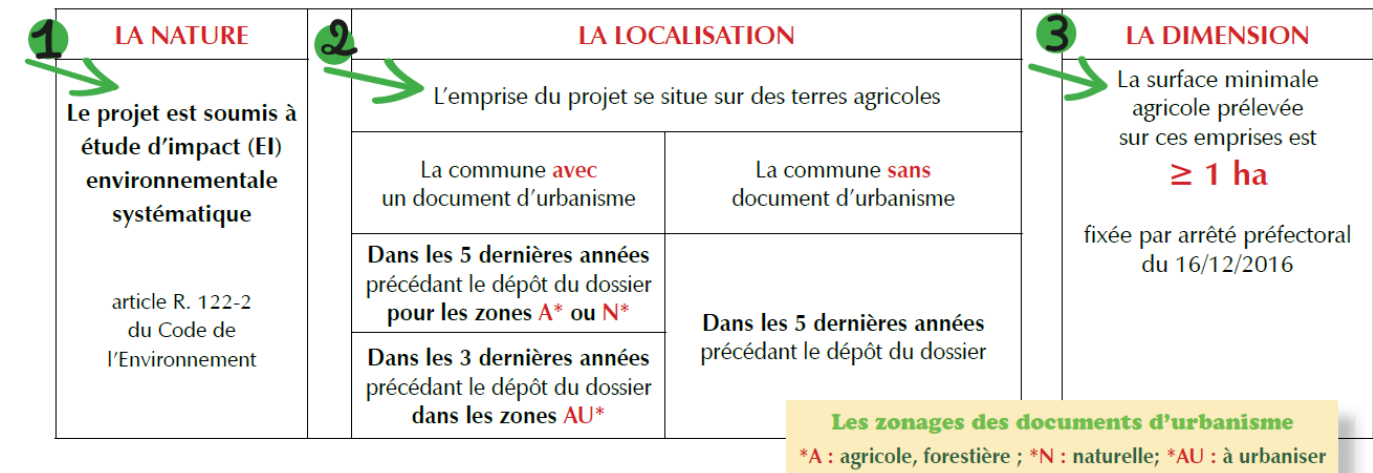 1
LA NATURE
Le projet est soumis à
étude d'impact (EI)
environnementale
systématique
article R. 122-2
du Code de
l'Environnement
2
LA LOCALISATION
L'emprise du projet se situe sur des terres agricoles
La commune avec
un document d'urbanisme
Dans les 5 dernières années
précédant le dépôt du dossier
pour les zones A* ou N*
Dans les 3 dernières années
précédant le dépôt du dossier
dans les zones AU*
La commune sans
document d'urbanisme
Dans les 5 dernières années
précédant le dépôt du dossier
3
LA DIMENSION
La surface minimale
agricole prélevée
sur ces emprises est
≥ 1 ha
fixée par arrêté préfectoral
du 16/12/2016
Les zonages des documents d'urbanisme
*A : agricole, forestière ; *N : naturelle; *AU : à urbaniser